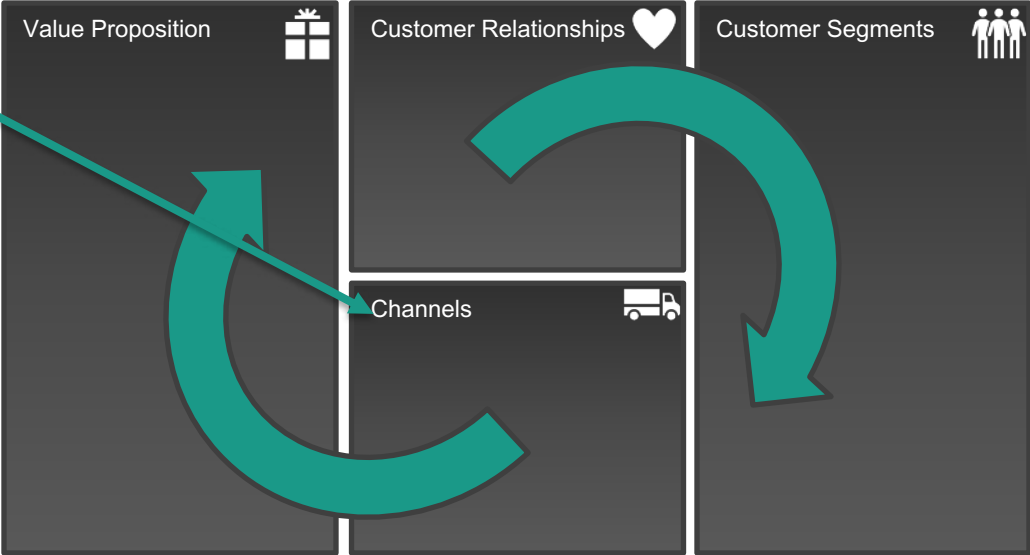 Value Proposition
Customer Relationships
Customer Segments
Channels